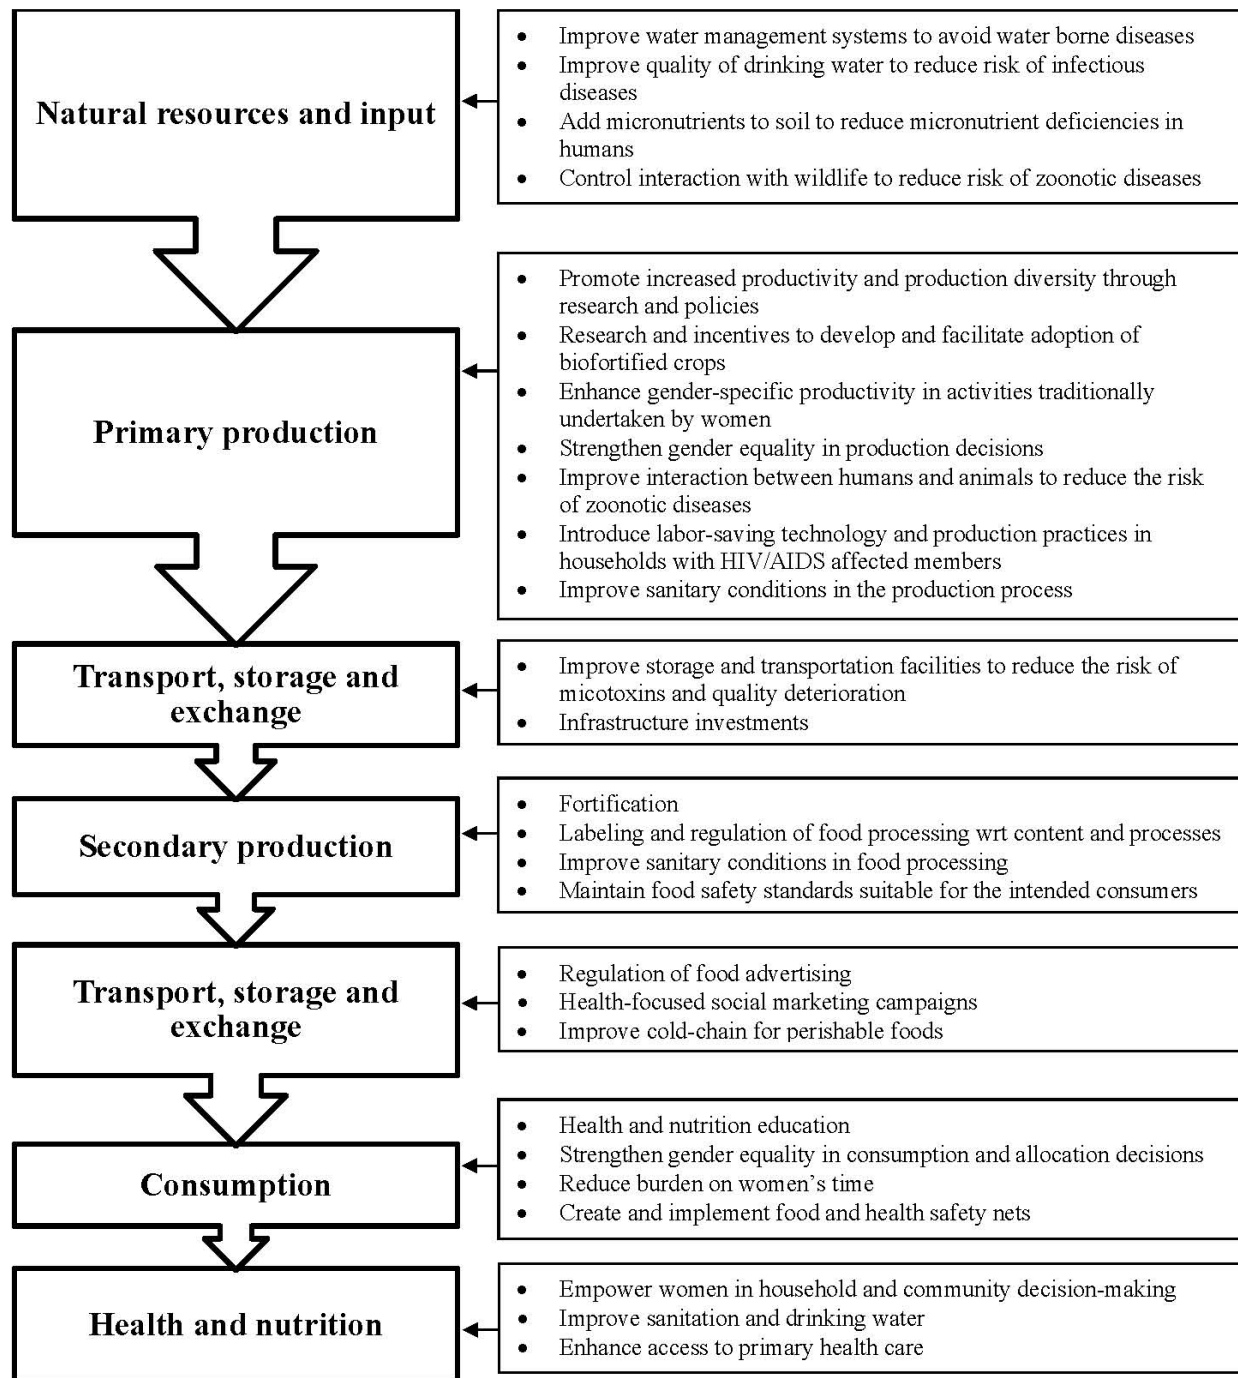 Natural resources and input
• Improve water management systems to avoid water borne diseases
• Improve quality of drinking water to reduce risk of infectious
diseases
• Add micronutrients to soil to reduce micronutrient deficiencies in
humans
• Control interaction with wildlife to reduce risk of zoonotic diseases
Primary production
• Promote increased productivity and production diversity through
research and policies
• Research and incentives to develop and facilitate adoption of
biofortified crops
• Enhance gender-specific productivity in activities traditionally
undertaken by women
• Strengthen gender equality in production decisions
• Improve interaction between humans and animals to reduce the risk
of zoonotic diseases
• Introduce labor-saving technology and production practices in
households with HIV/AIDS affected members
• Improve sanitary conditions in the production process
Transport, storage and
exchange
• Improve storage and transportation facilities to reduce the risk of
micotoxins and quality deterioration
• Infrastructure investments
Secondary production
• Fortification
• Labeling and regulation of food processing wrt content and processes
• Improve sanitary conditions in food processing
• Maintain food safety standards suitable for the intended consumers
Transport, storage and
exchange
• Regulation of food advertising
• Health-focused social marketing campaigns
• Improve cold-chain for perishable foods
Consumption
• Health and nutrition education
• Strengthen gender equality in consumption and allocation decisions
• Reduce burden on women’s time
• Create and implement food and health safety nets
Health and nutrition
• Empower women in household and community decision-making
• Improve sanitation and drinking water
• Enhance access to primary health care